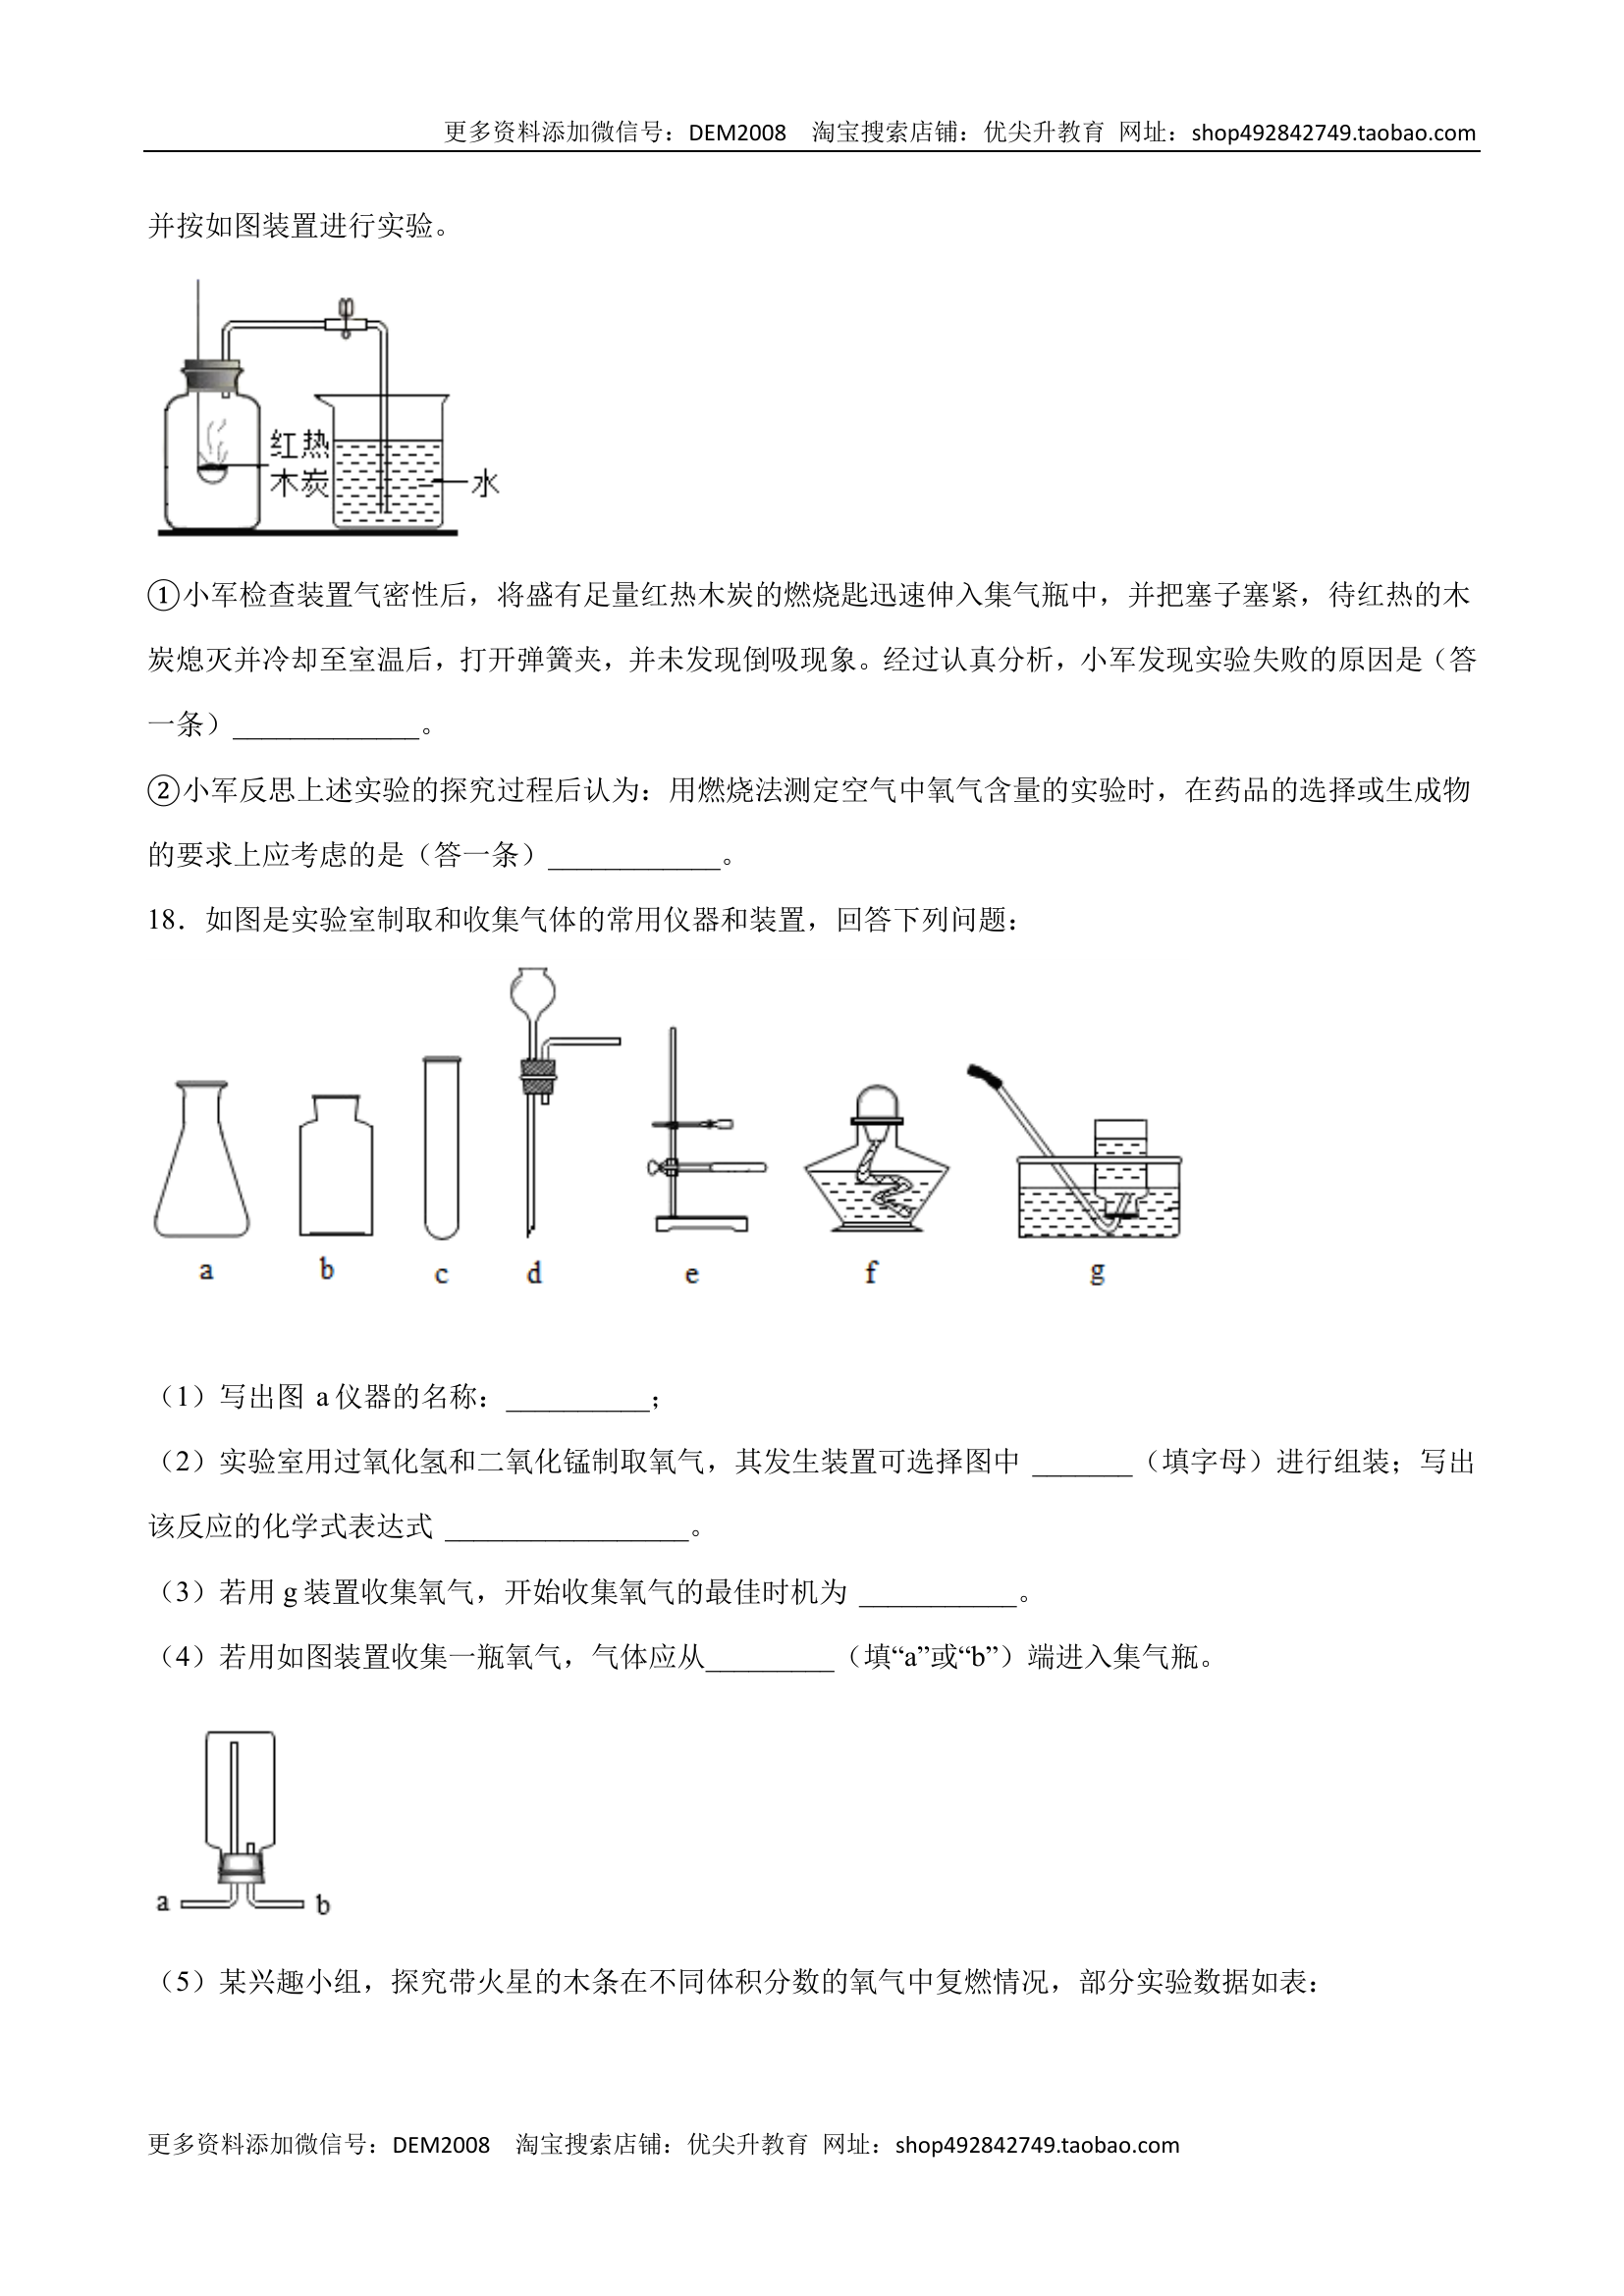 更多资料添加微信号：DEM2008 淘宝搜索店铺：优尖升教育 网址：shop492842749.taobao.com
并按如图装置进行实验。
红热
木炭
水
①小军检查装置气密性后，将盛有足量红热木炭的燃烧匙迅速伸入集气瓶中，并把塞子塞紧，待红热的木
炭熄灭并冷却至室温后，打开弹簧夹，并未发现倒吸现象。经过认真分析，小军发现实验失败的原因是（答
一条）_____________。
②小军反思上述实验的探究过程后认为：用燃烧法测定空气中氧气含量的实验时，在药品的选择或生成物
的要求上应考虑的是（答一条）____________。
18．如图是实验室制取和收集气体的常用仪器和装置，回答下列问题：
a b c d e f g
（1）写出图 a 仪器的名称：__________；
（2）实验室用过氧化氢和二氧化锰制取氧气，其发生装置可选择图中 _______（填字母）进行组装；写出
该反应的化学式表达式 _________________。
（3）若用 g 装置收集氧气，开始收集氧气的最佳时机为 ___________。
（4）若用如图装置收集一瓶氧气，气体应从_________（填“a”或“b”）端进入集气瓶。
a b
（5）某兴趣小组，探究带火星的木条在不同体积分数的氧气中复燃情况，部分实验数据如表：
更多资料添加微信号：DEM2008 淘宝搜索店铺：优尖升教育 网址：shop492842749.taobao.com